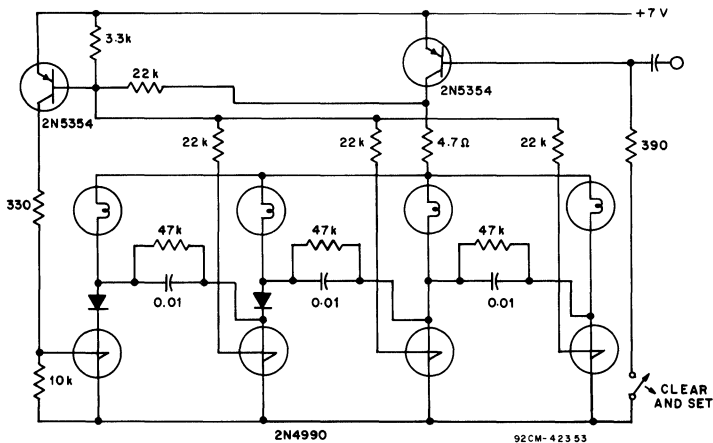 +7 V
3.3k
22k
2N5354
2N5354
22k
22k
4.7Ω
22k
390
330
47k
47k
47k
0.01
0.01
0.01
10k
CLEAR
AND SET
2N4990
92CM-42353